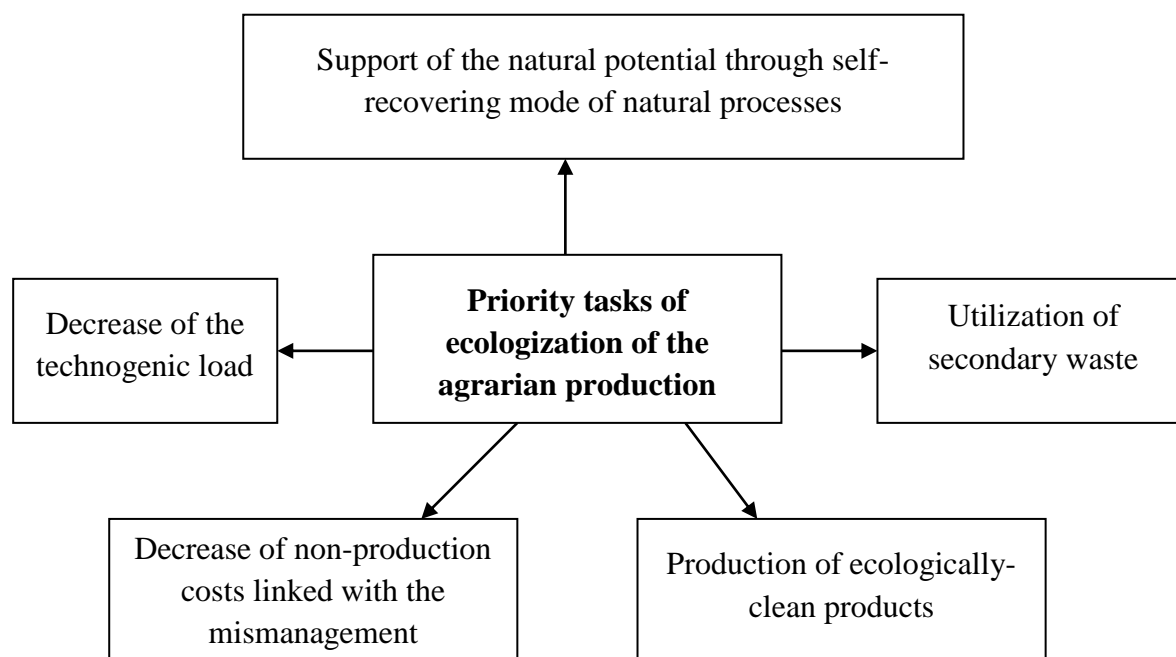 Support of the natural potential through self-
recovering mode of natural processes
Decrease of the
technogenic load
Priority tasks of
ecologization of the
agrarian production
Utilization of
secondary waste
Decrease of non-production
costs linked with the
mismanagement
Production of ecologically-
clean products